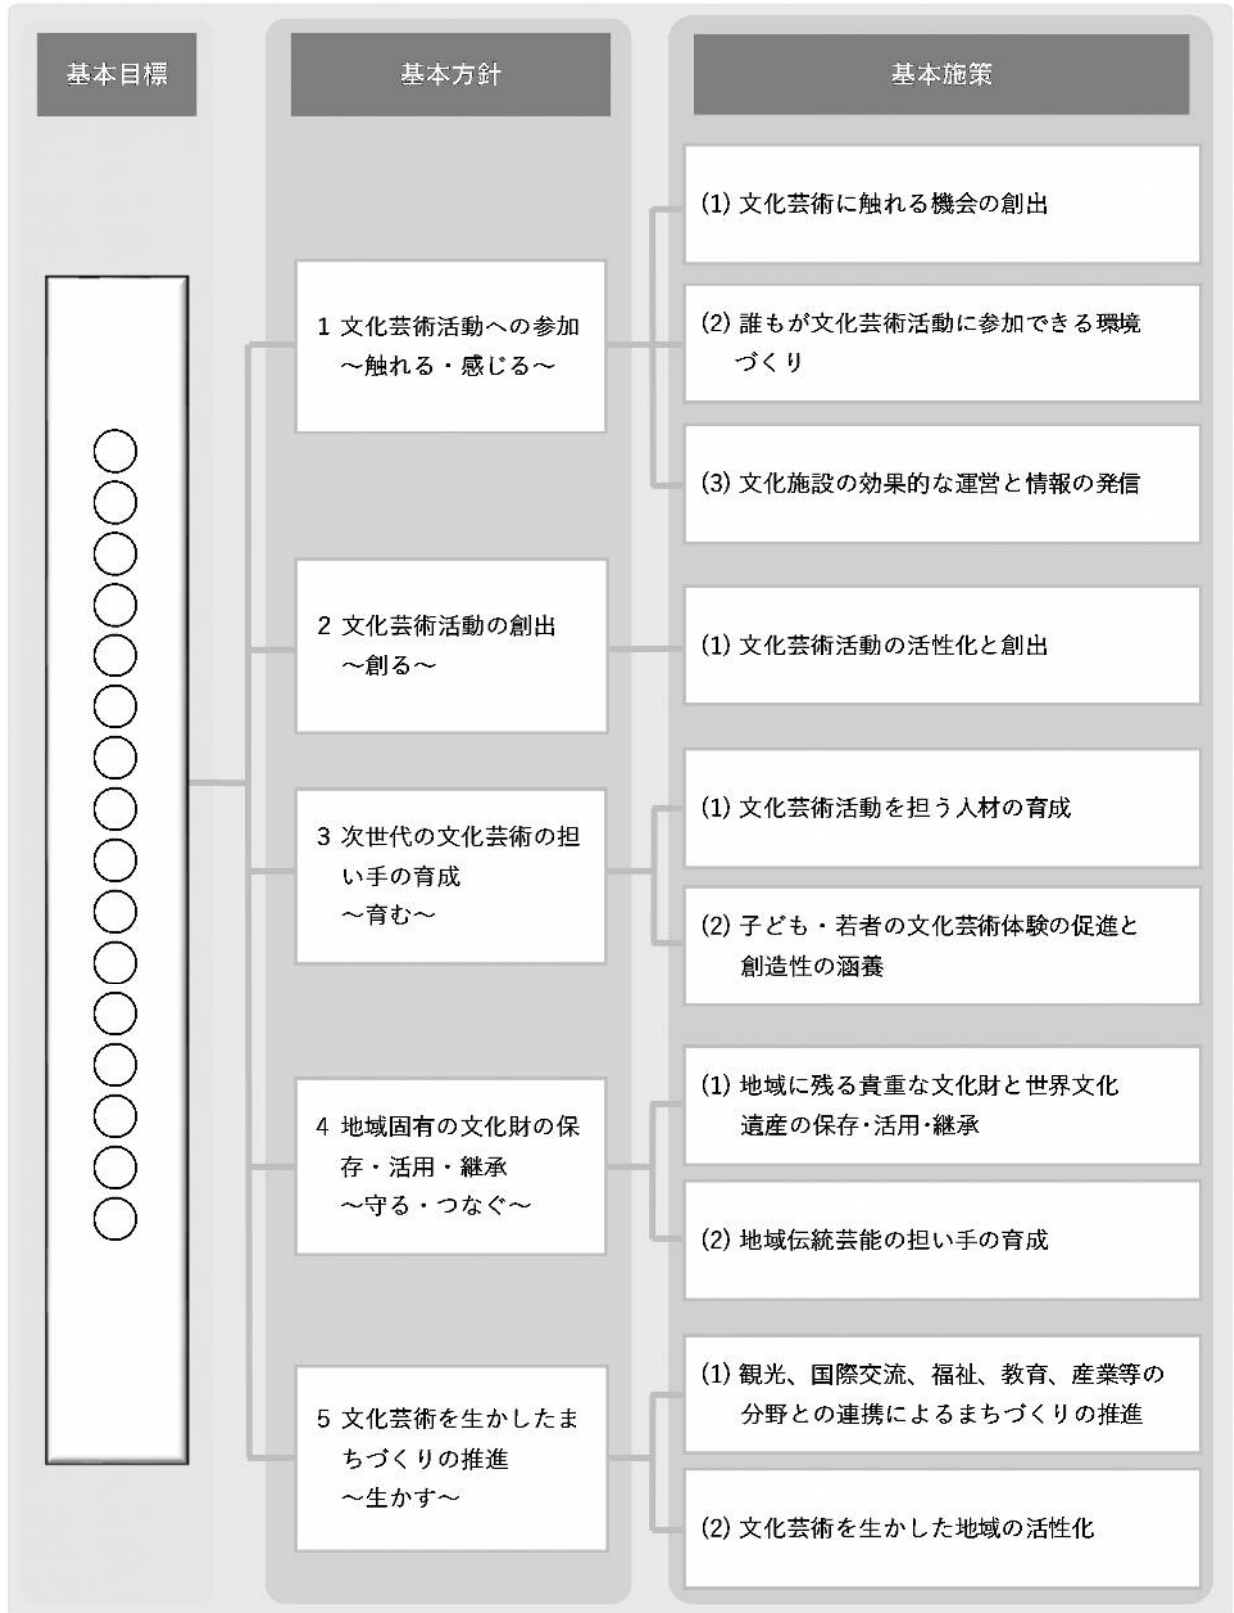 基本目標
基本方針
基本施策
○○○○○○○○○○○○○○○○
1 文化芸術活動への参加
～触れる・感じる～
(1) 文化芸術に触れる機会の創出
(2) 誰もが文化芸術活動に参加できる環境
づくり
(3) 文化施設の効果的な運営と情報の発信
2 文化芸術活動の創出
～創る～
(1) 文化芸術活動の活性化と創出
3 次世代の文化芸術の担
い手の育成
～育む～
(1) 文化芸術活動を担う人材の育成
(2) 子ども・若者の文化芸術体験の促進と
創造性の涵養
4 地域固有の文化財の保
存・活用・継承
～守る・つなぐ～
(1) 地域に残る貴重な文化財と世界文化
遺産の保存・活用・継承
(2) 地域伝統芸能の担い手の育成
5 文化芸術を生かしたま
ちづくりの推進
～生かす～
(1) 観光、国際交流、福祉、教育、産業等の
分野との連携によるまちづくりの推進
(2) 文化芸術を生かした地域の活性化